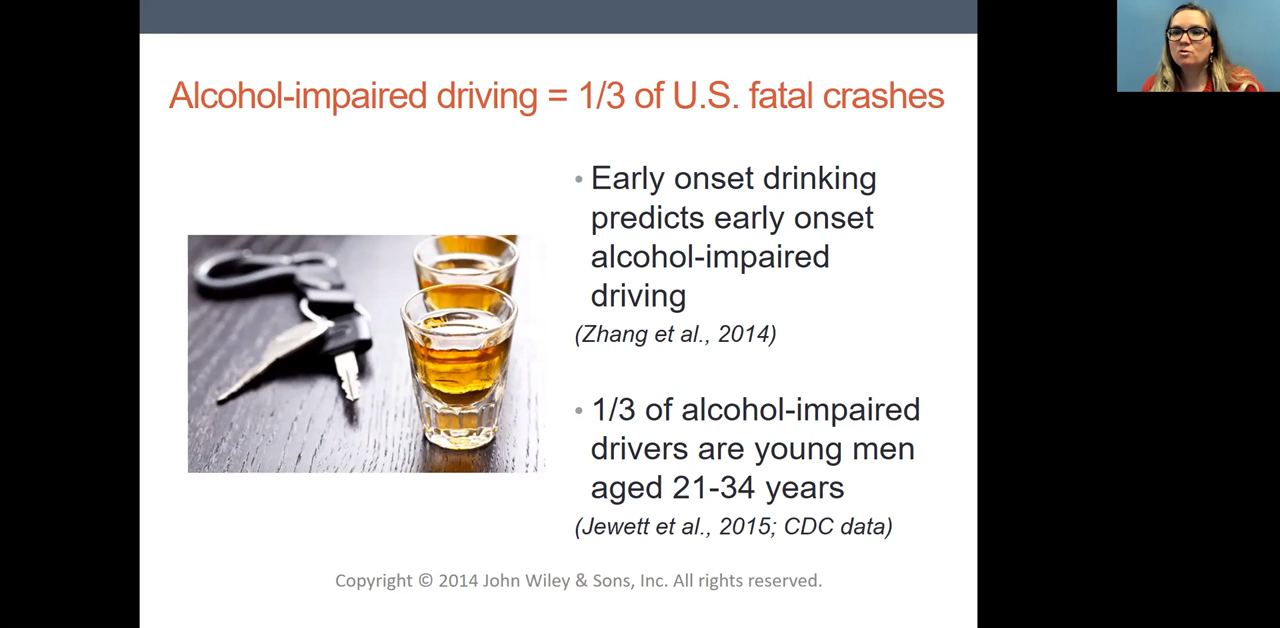 Alcohol-impaired driving = 1/3 of U.S. fatal crashes
• Early onset drinking
predicts early onset
alcohol-impaired
driving
(Zhang et al., 2014)
• 1/3 of alcohol-impaired
drivers are young men
aged 21-34 years
(Jewett et al., 2015; CDC data)
Copyright © 2014 John Wiley & Sons, Inc. All rights reserved.